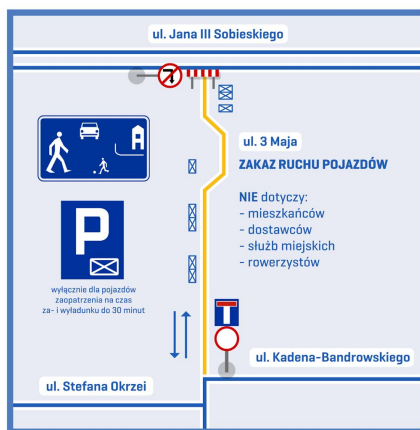 ul. Jana III Sobieskiego
ul. 3 Maja
ZAKAZ RUCHU POJAZDÓW
NIE dotyczy:
- mieszkańców
- dostawców
- służb miejskich
- rowerzystów
P
wyłącznie dla pojazdów
zaopatrzenia na czas
za- i wyładunku do 30 minut
ul. Kadena-Bandrowskiego
ul. Stefana Okrzei